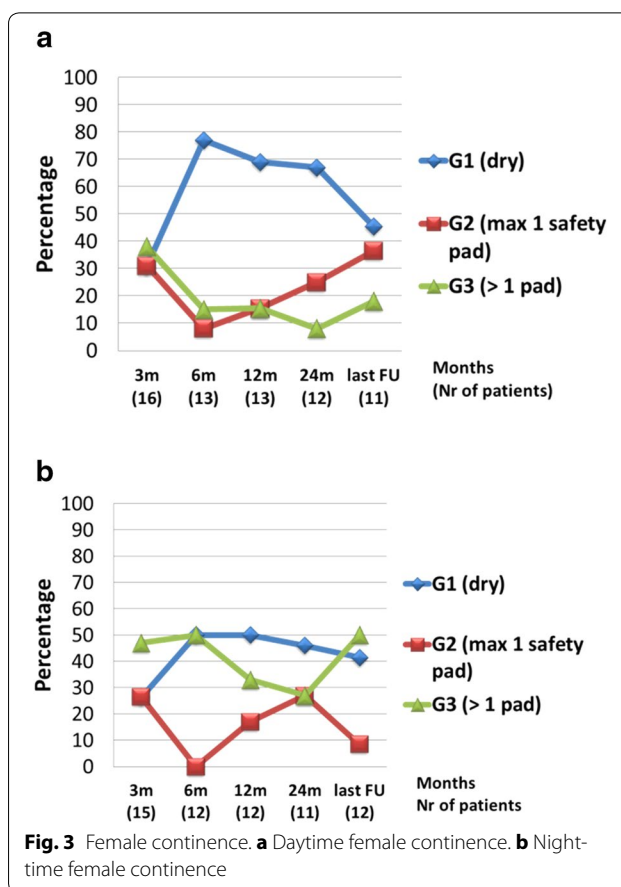 a
100
90
80
70
60
50
40
30
20
10
0
Percentage
3m 6m 12m 24m last FU
(16) (13) (13) (12) (11)
G1 (dry)
G2 (max 1 safety
pad)
G3 (> 1 pad)
Months
(Nr of patients)
b
100
90
80
70
60
50
40
30
20
10
0
Percentage
3m 6m 12m 24m last FU
(15) (12) (12) (11) (12)
G1 (dry)
G2 (max 1 safety
pad)
G3 (> 1 pad)
Months
Nr of patients
Fig. 3 Female continence. a Daytime female continence. b Night-
time female continence